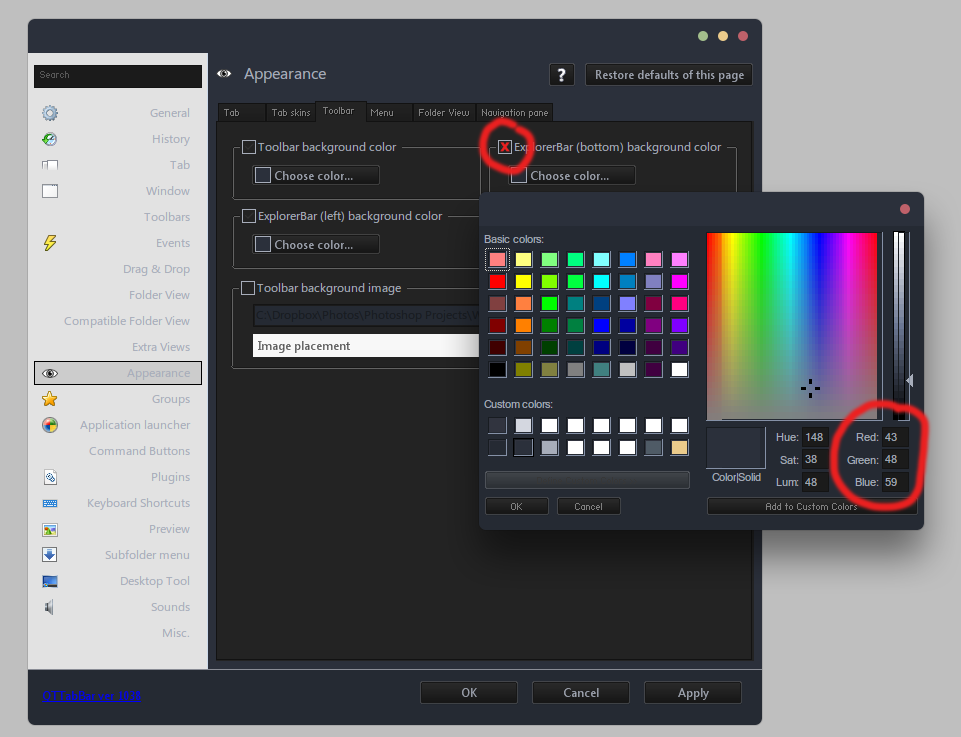 Search
General
History
Tab
Window
Toolbars
Events
Drag & Drop
Folder View
Compatible Folder View
Extra Views
Appearance
Groups
Application launcher
Command Buttons
Plugins
Keyboard Shortcuts
Preview
Subfolder menu
Desktop Tool
Sounds
Misc.
QTTabBar ver 1038
Appearance
?
Restore defaults of this page
Tab
Tab skins
Toolbar
Menu
Folder View
Navigation pane
Toolbar background color
Choose color...
X ExplorerBar (bottom) background color
Choose color...
ExplorerBar (left) background color
Choose color...
Toolbar background image
C:\Dropbox\Photos\Photoshop Projects\
Image placement
Basic colors:
Custom colors:
OK
Cancel
Color|Solid
Hue: 148
Sat: 38
Lum: 48
Red: 43
Green: 48
Blue: 59
Add to Custom Colors
OK
Cancel
Apply